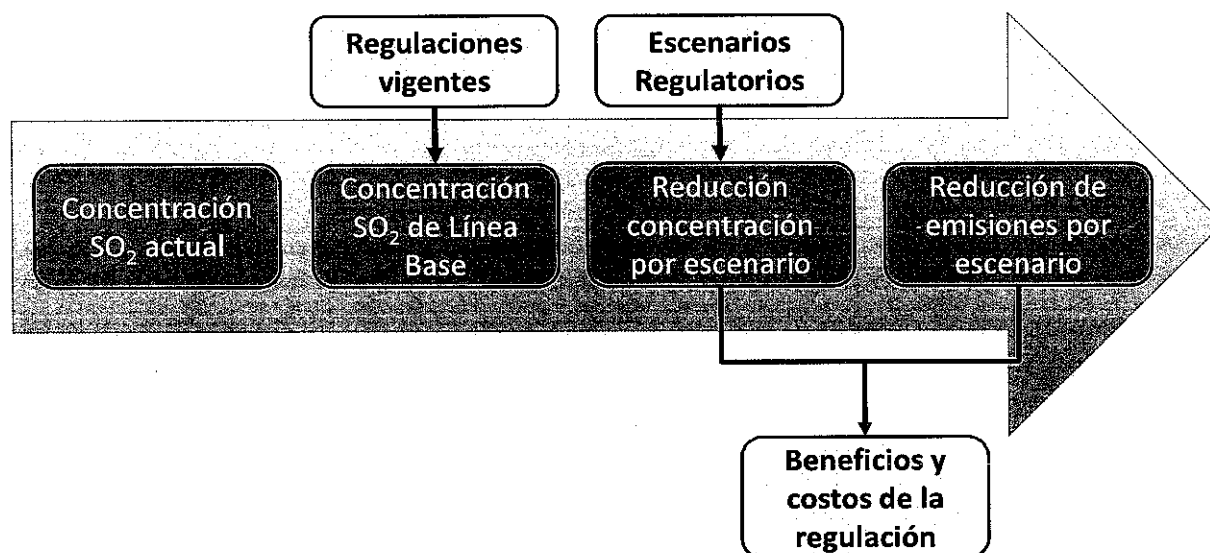 Regulaciones
vigentes
Escenarios
Regulatorios
Concentración
SO₂ actual
Concentración
SO₂ de Línea
Base
Reducción
concentración
por escenario
Reducción de
emisiones por
escenario
Beneficios y
costos de la
regulación